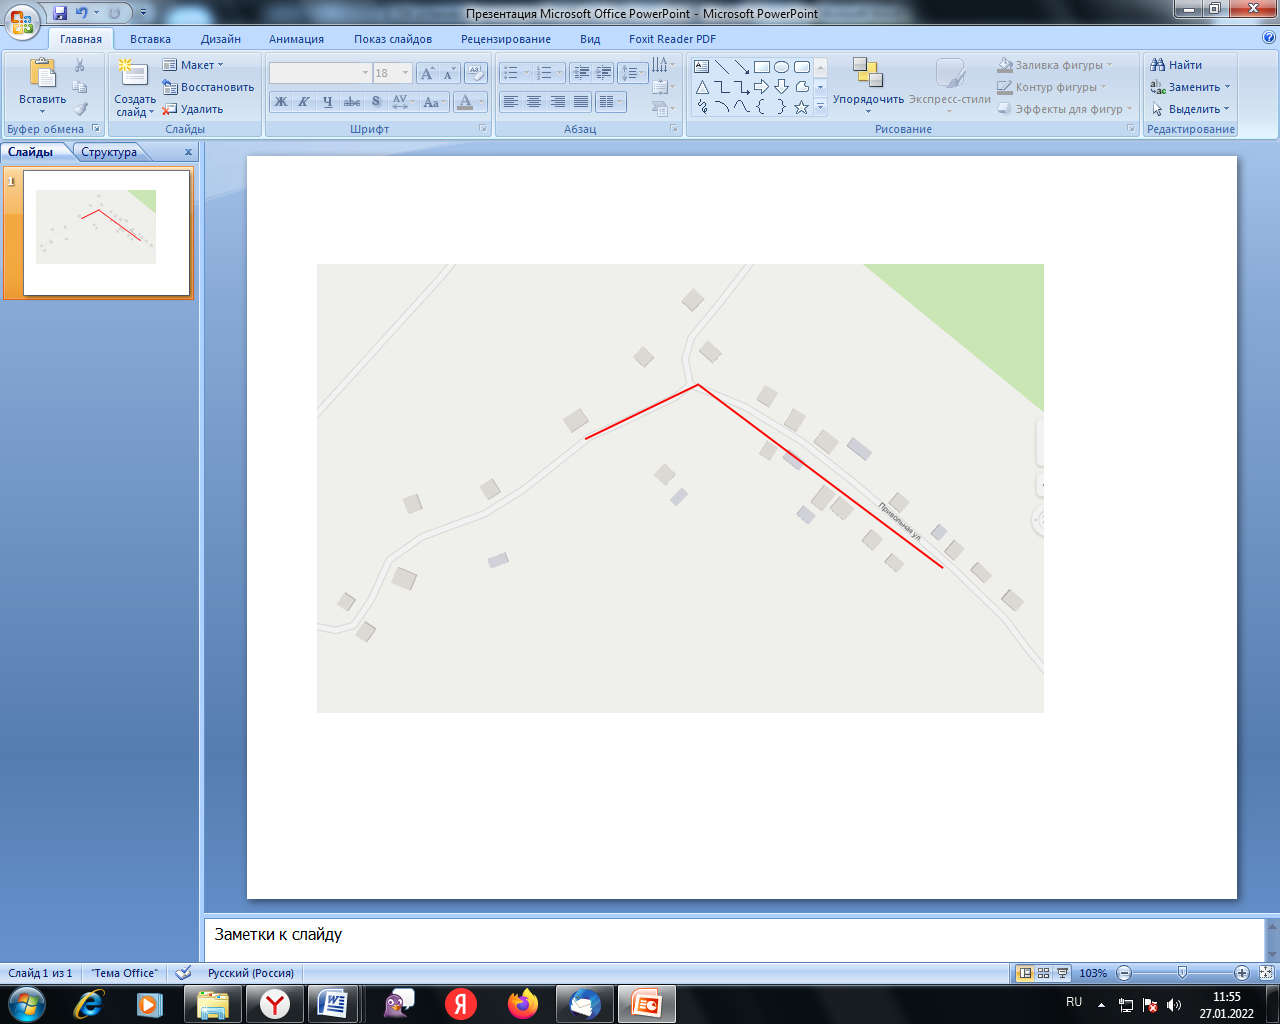 Презентация Microsoft Office PowerPoint - Microsoft PowerPoint
Главная Вставка Дизайн Анимация Показ слайдов Рецензирование Вид Foxit Reader PDF
Вставить
Буфер обмена
Создать слайд
Макет
Восстановить
Удалить
Слайды
18
Ж К Ч abc S AV Aa А
Шрифт
Абзац
Упорядочить
Экспресс-стили
Заливка фигуры
Контур фигуры
Эффекты для фигур
Рисование
Найти
Заменить
Выделить
Редактирование
Слайды Структура
1
Привольная ул.
Заметки к слайду
Слайд 1 из 1 "Тема Office" Русский (Россия) 103%
RU 11:55
27.01.2022